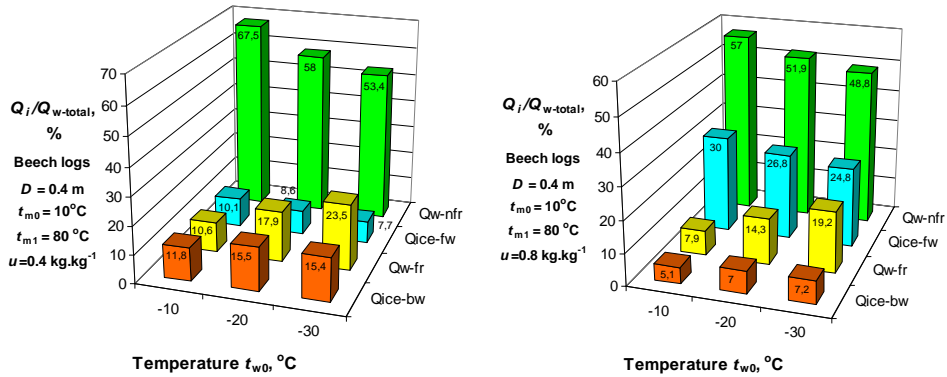 70
60
50
40
30
20
10
0
Qi/Qw-total,
%
Beech logs
D = 0.4 m
tm0 = 10°C
tm1 = 80 °C
u=0.4 kg.kg-1
67,5
58
53,4
10,1
8,6
7,7
10,6
17,9
23,5
11,8
15,5
15,4
Qw-nfr
Qice-fw
Qw-fr
Qice-bw
-10
-20
-30
Temperature tw0, °C
60
50
40
30
20
10
0
Qi/Qw-total,
%
Beech logs
D = 0.4 m
tm0 = 10°C
tm1 = 80 °C
u=0.8 kg.kg-1
57
51,9
48,8
30
26,8
24,8
7,9
14,3
19,2
5,1
7
7,2
Qw-nfr
Qice-fw
Qw-fr
Qice-bw
-10
-20
-30
Temperature tw0, °C